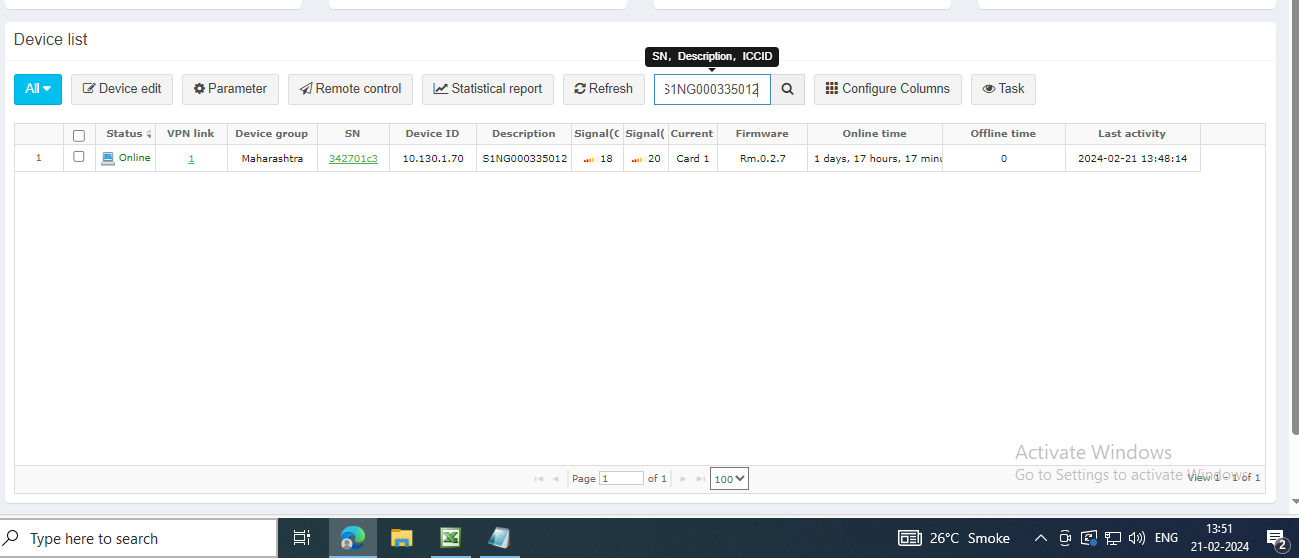 Device list
SN, Description, ICCID
All Device edit Parameter Remote control Statistical report Refresh S1NG000335012 Configure Columns Task
Status VPN link Device group SN Device ID Description Signal(C Signal( Current Firmware Online time Offline time Last activity
1 Online 1 Maharashtra 342701c3 10.130.1.70 S1NG000335012 18 20 Card 1 Rm.0.2.7 1 days, 17 hours, 17 minu 0 2024-02-21 13:48:14
Activate Windows
Go to Settings to activate Windows.
Page 1 of 1 100 View 1 - 1 of 1
Type here to search 26°C Smoke ENG 13:51
21-02-2024 2